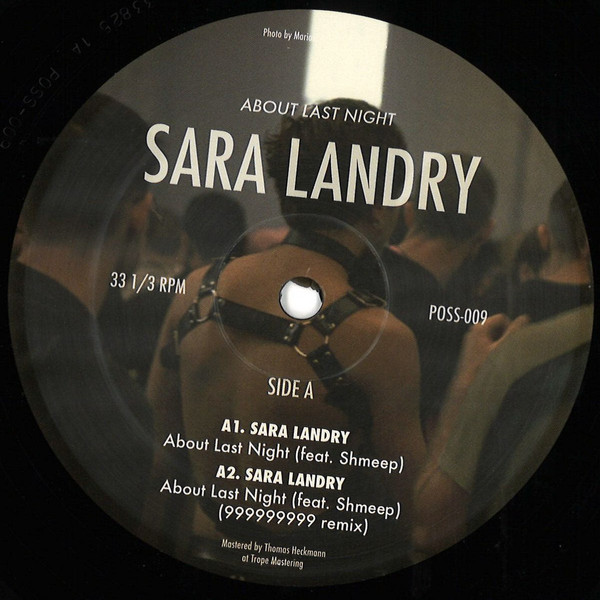 Photo by Mario
ABOUT LAST NIGHT
SARA LANDRY
33 1/3 RPM
POSS-009
SIDE A
A1. SARA LANDRY
About Last Night (feat. Shmeep)
A2. SARA LANDRY
About Last Night (feat. Shmeep)
(999999999 remix)
Mastered by Thomas Heckmann
at Trope Mastering